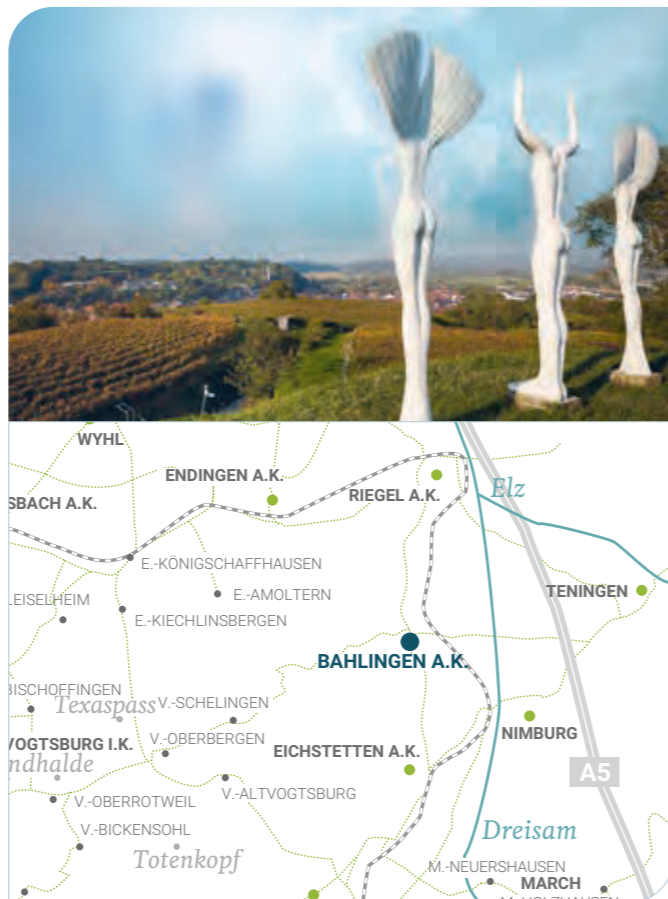 WYHL
ENDINGEN A.K.
RIEGEL A.K.
Elz
SBACH A.K.
E.-KÖNIGSCHAFFHAUSEN
TENINGEN
LEISELHEIM
E.-AMOLTERN
E.-KIECHLINSBERGEN
BAHLINGEN A.K.
BISCHOFFINGEN
Texaspass
V.-SCHELINGEN
NIMBURG
VOGTSBURG I.K.
V.-OBERBERGEN
EICHSTETTEN A.K.
ndhalde
A5
V.-OBERROTWEIL
V.-ALTVOGTSBURG
V.-BICKENSOHL
Dreisam
Totenkopf
M.-NEUERSHAUSEN
MARCH
M.-HOLZHAUSEN